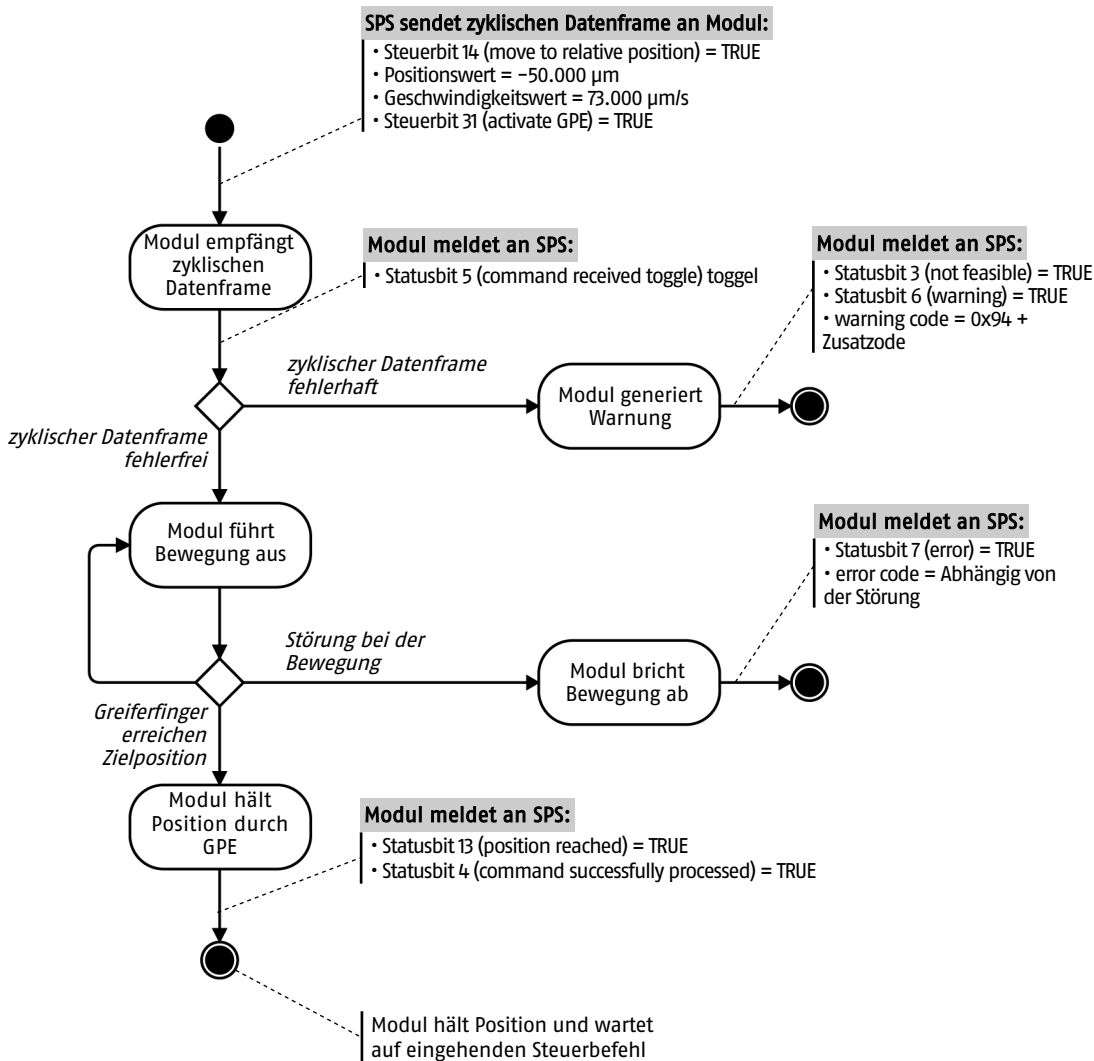 SPS sendet zyklischen Datenframe an Modul:
• Steuerbit 14 (move to relative position) = TRUE
• Positionswert = −50.000 µm
• Geschwindigkeitswert = 73.000 µm/s
• Steuerbit 31 (activate GPE) = TRUE
Modul empfängt
zyklischen
Datenframe
Modul meldet an SPS:
• Statusbit 5 (command received toggle) toggel
Modul meldet an SPS:
• Statusbit 3 (not feasible) = TRUE
• Statusbit 6 (warning) = TRUE
• warning code = 0x94 +
Zusatzode
zyklischer Datenframe
fehlerhaft
Modul generiert
Warnung
zyklischer Datenframe
fehlerfrei
Modul führt
Bewegung aus
Modul meldet an SPS:
• Statusbit 7 (error) = TRUE
• error code = Abhängig von
der Störung
Störung bei der
Bewegung
Modul bricht
Bewegung ab
Greiferfinger
erreichen
Zielposition
Modul hält
Position durch
GPE
Modul meldet an SPS:
• Statusbit 13 (position reached) = TRUE
• Statusbit 4 (command successfully processed) = TRUE
Modul hält Position und wartet
auf eingehenden Steuerbefehl